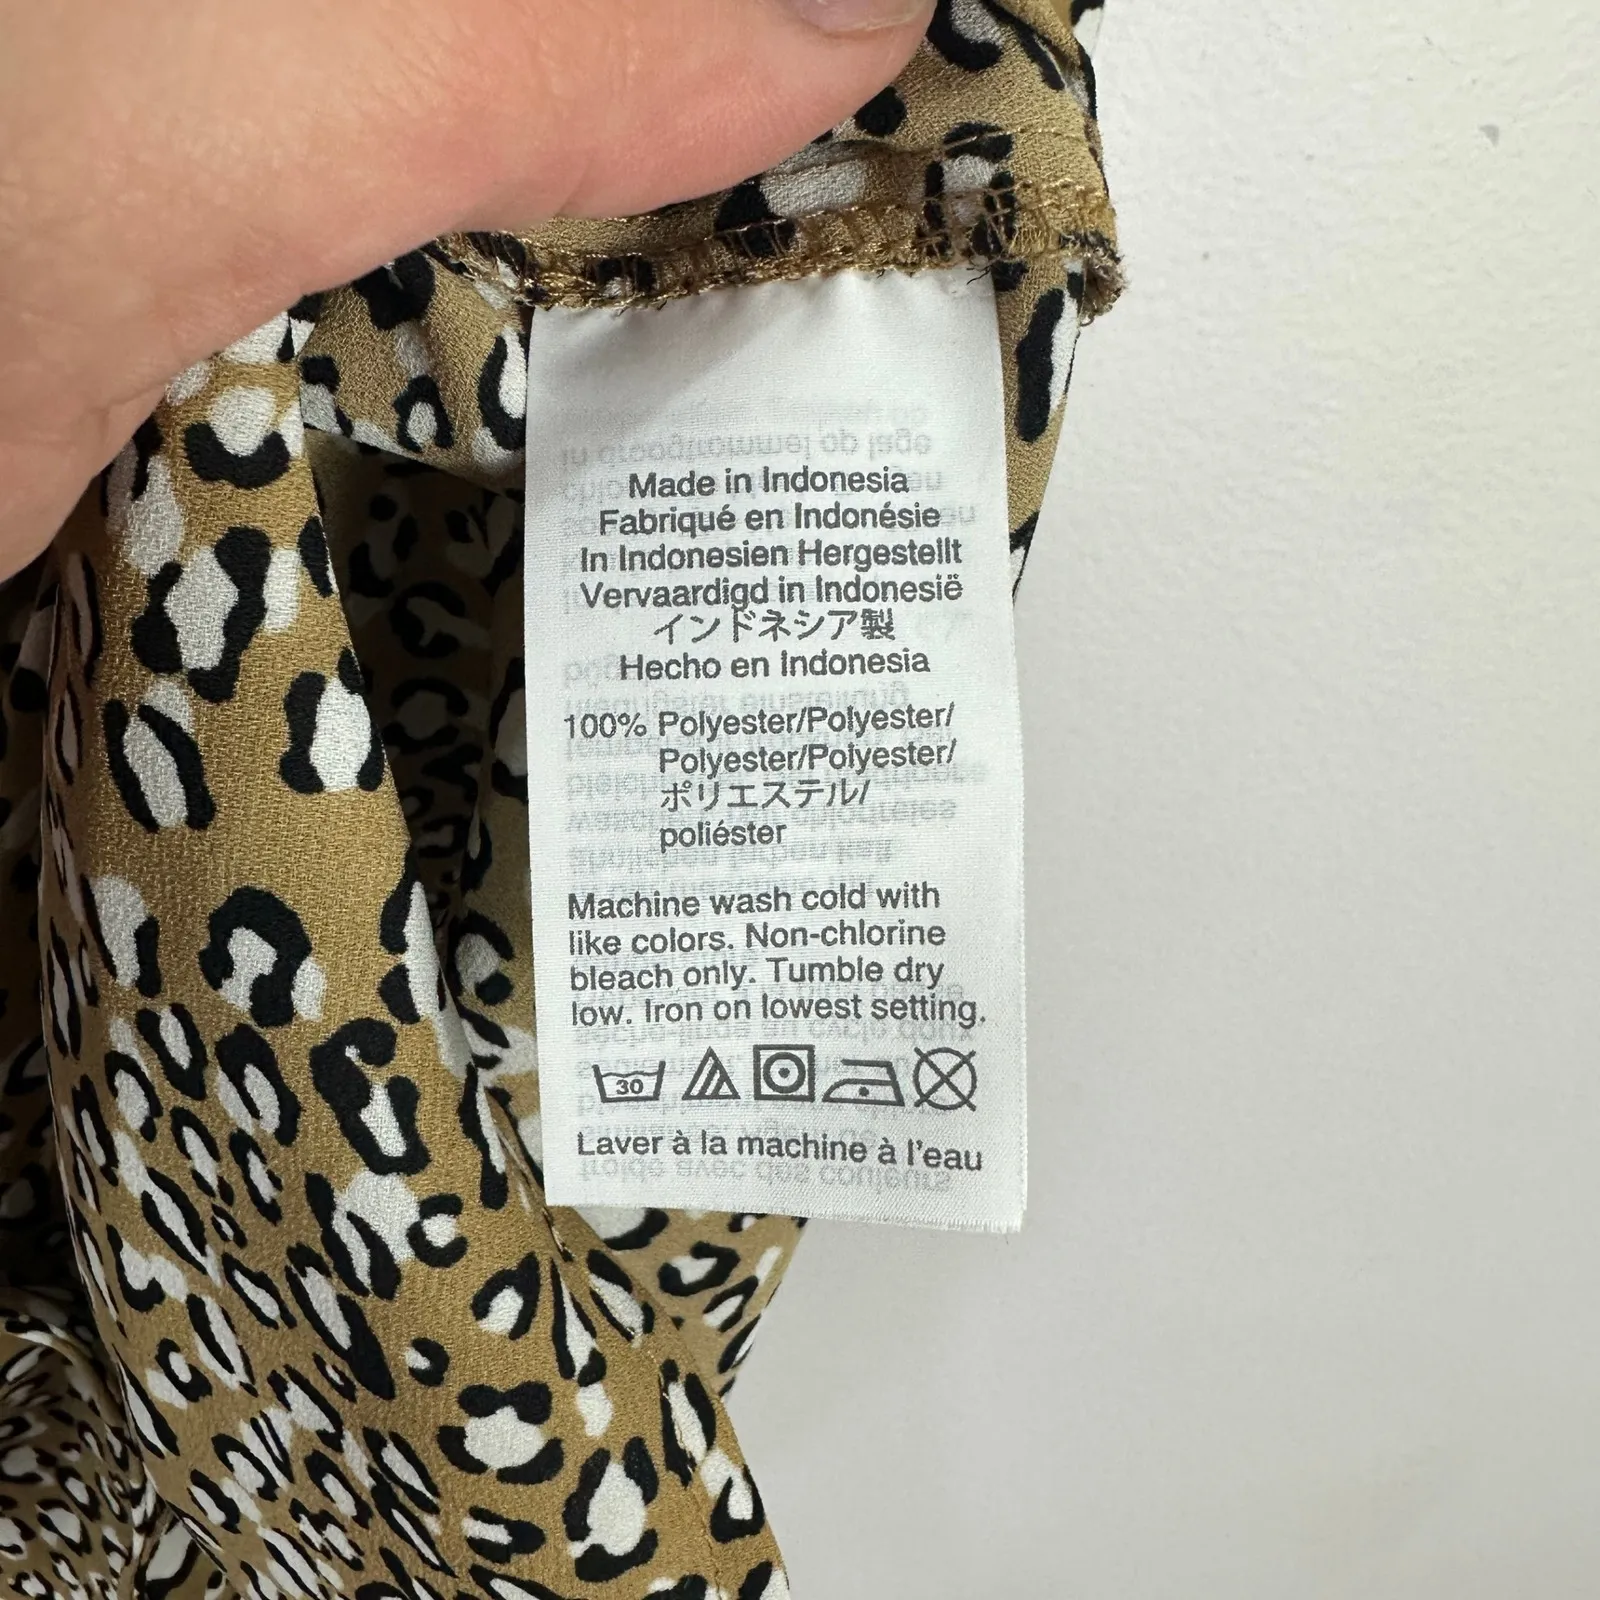 Made in Indonesia
Fabriqué en Indonésie
In Indonesien Hergestellt
Vervaardigd in Indonesië
インドネシア製
Hecho en Indonesia
100% Polyester/Polyester/
Polyester/Polyester/
ポリエステル/
poliéster
Machine wash cold with
like colors. Non-chlorine
bleach only. Tumble dry
low. Iron on lowest setting.
30
Laver à la machine à l'eau